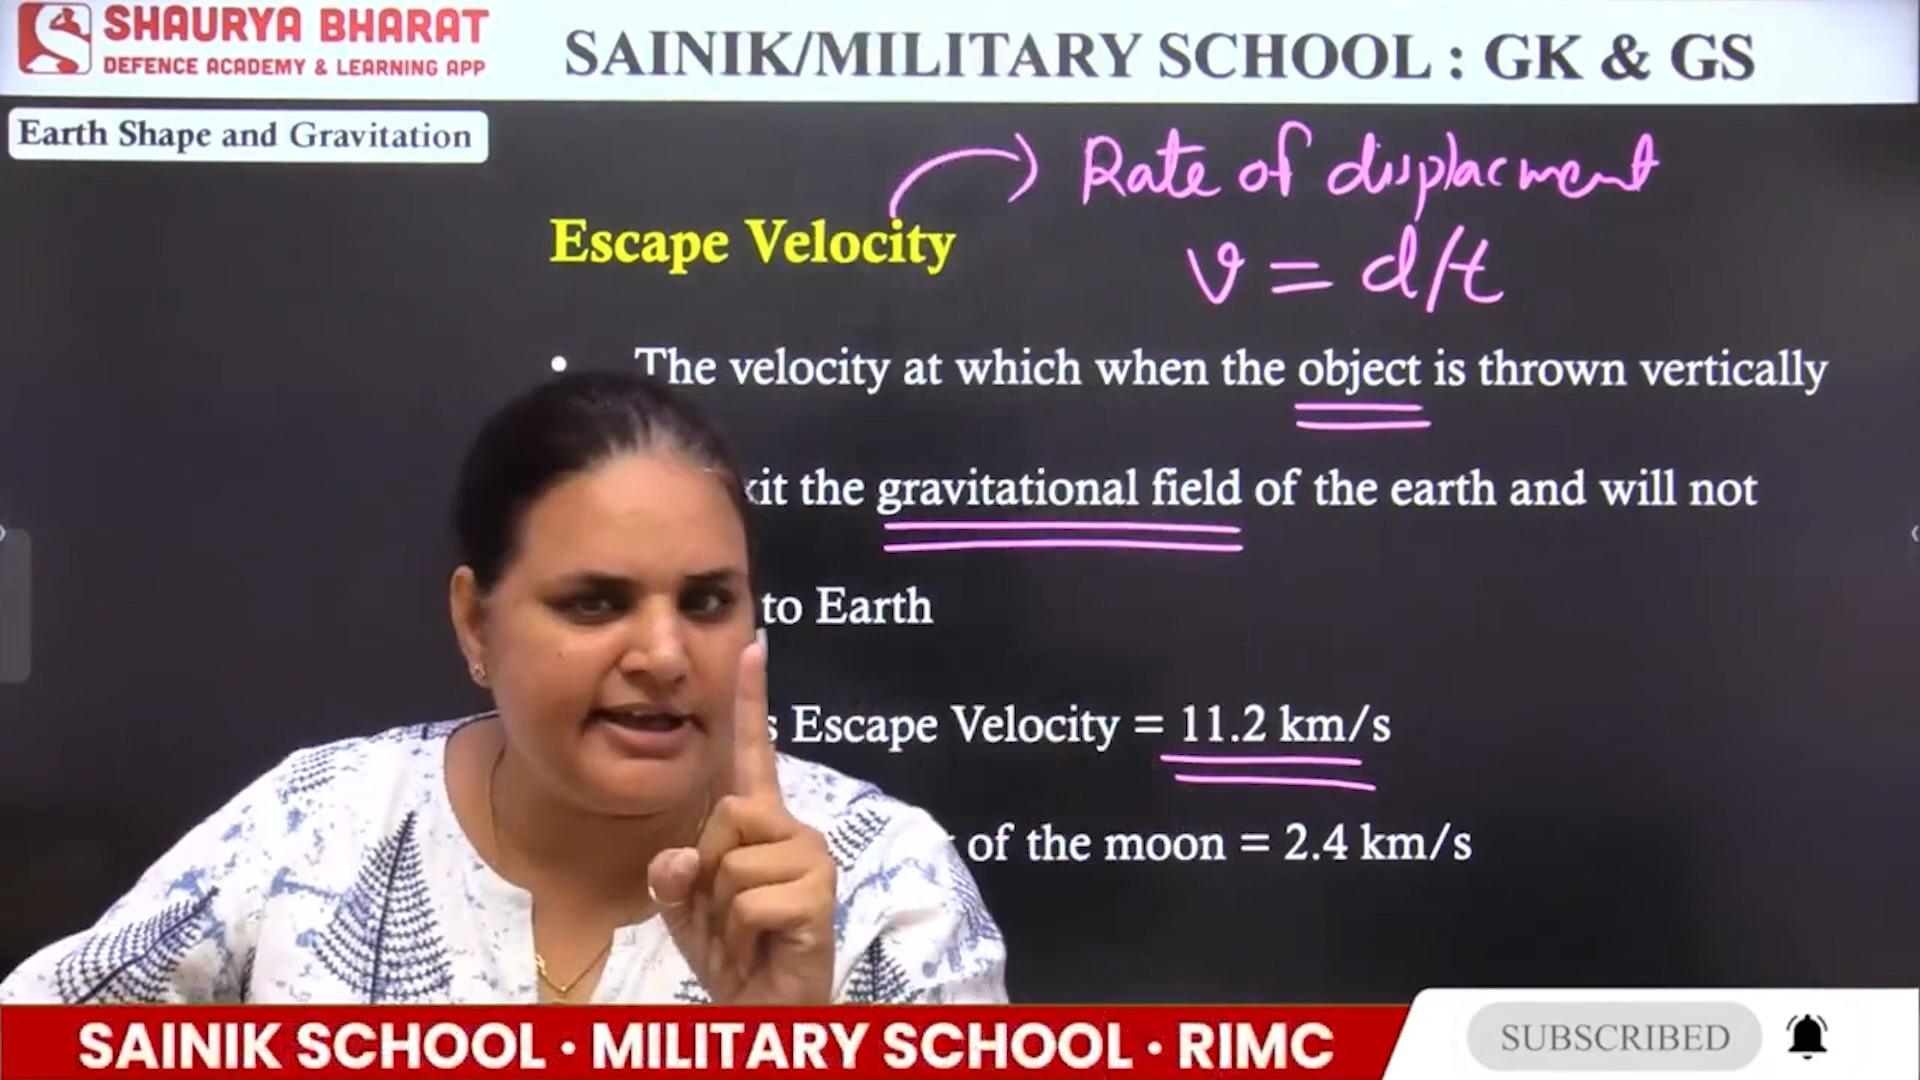 SHAURYA BHARAT
DEFENCE ACADEMY & LEARNING APP
SAINIK/MILITARY SCHOOL : GK & GS
Earth Shape and Gravitation
Rate of displacment
Escape Velocity
v = d/t
• The velocity at which when the object is thrown vertically
the gravitational field of the earth and will not
to Earth
Escape Velocity = 11.2 km/s
of the moon = 2.4 km/s
SAINIK SCHOOL • MILITARY SCHOOL • RIMC
SUBSCRIBED